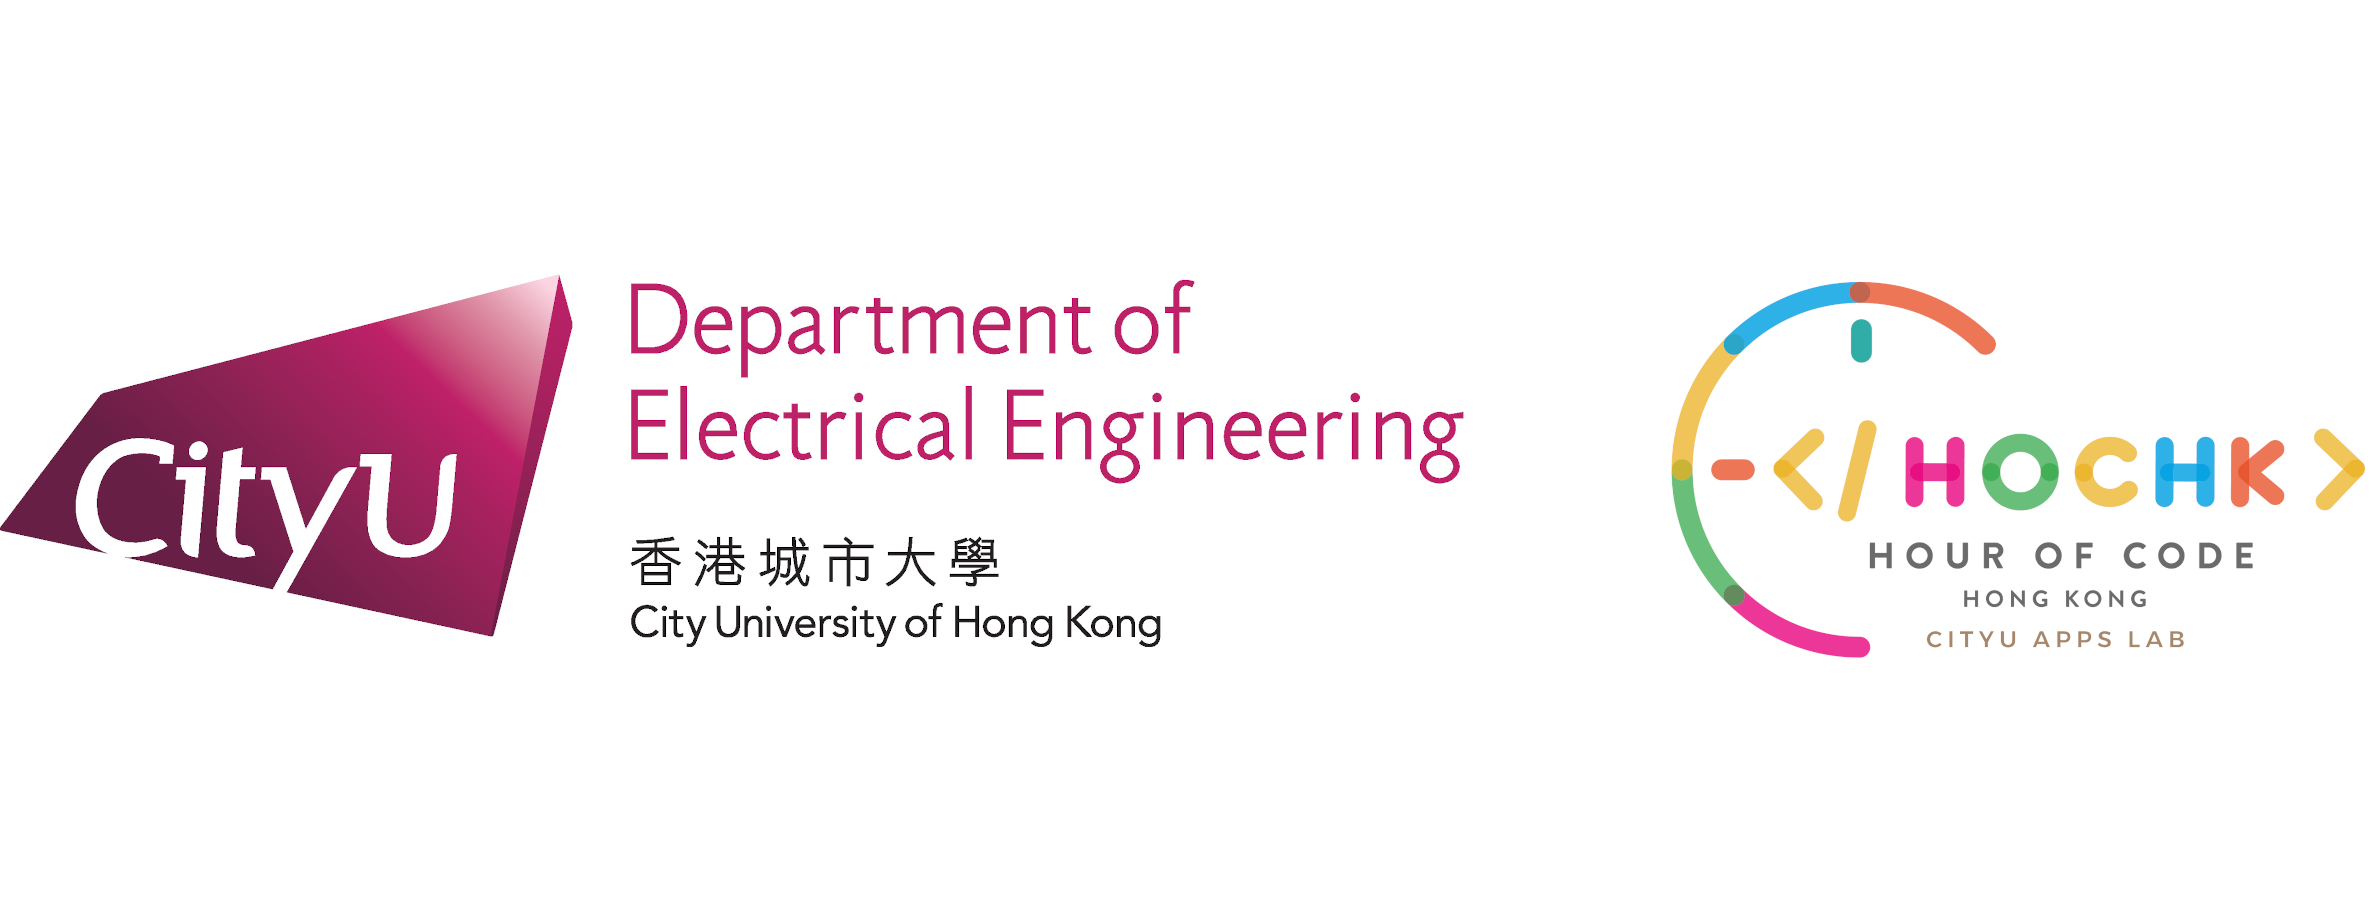 CityU
Department of
Electrical Engineering
香港城市大學
City University of Hong Kong
</HOCHK>
HOUR OF CODE
HONG KONG
CITYU APPS LAB